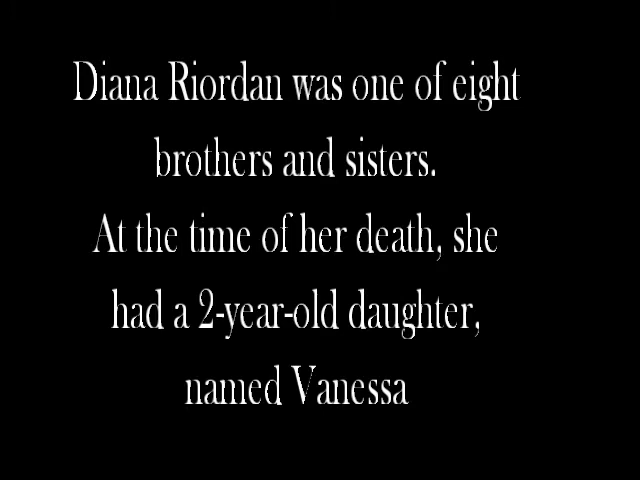 Diana Riordan was one of eight
brothers and sisters.
At the time of her death, she
had a 2-year-old daughter,
named Vanessa